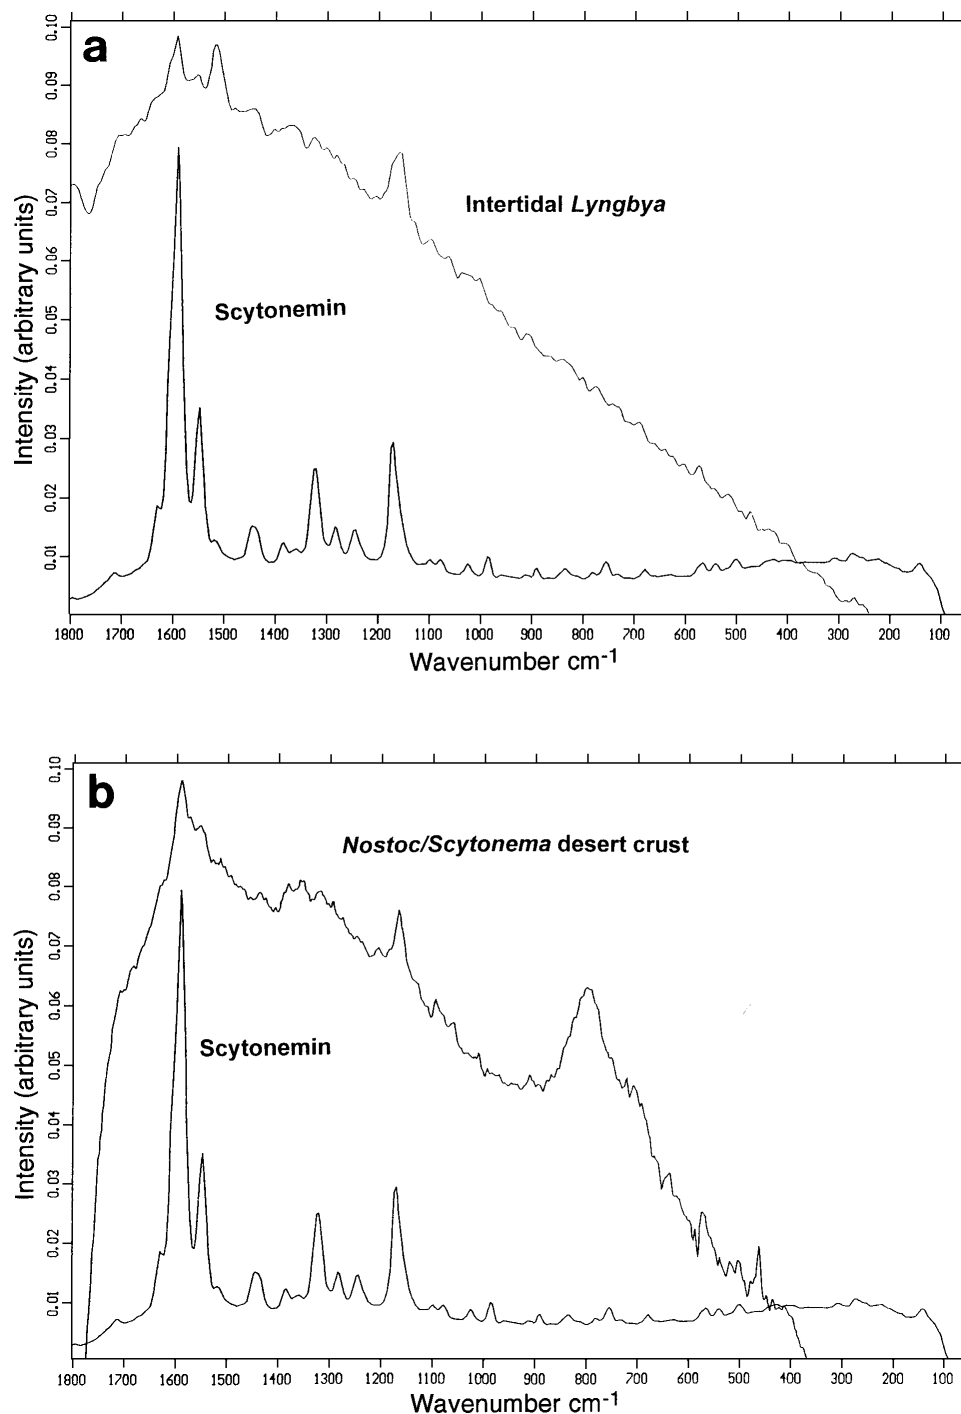 a
0.10
0.09
0.08
0.07
0.06
0.05
0.04
0.03
0.02
0.01
Intensity (arbitrary units)
Intertidal Lyngbya
Scytonemin
1800 1700 1600 1500 1400 1300 1200 1100 1000 900 800 700 600 500 400 300 200 100
Wavenumber cm-1
b
0.10
0.09
0.08
0.07
0.06
0.05
0.04
0.03
0.02
0.01
Intensity (arbitrary units)
Nostoc/Scytonema desert crust
Scytonemin
1800 1700 1600 1500 1400 1300 1200 1100 1000 900 800 700 600 500 400 300 200 100
Wavenumber cm-1